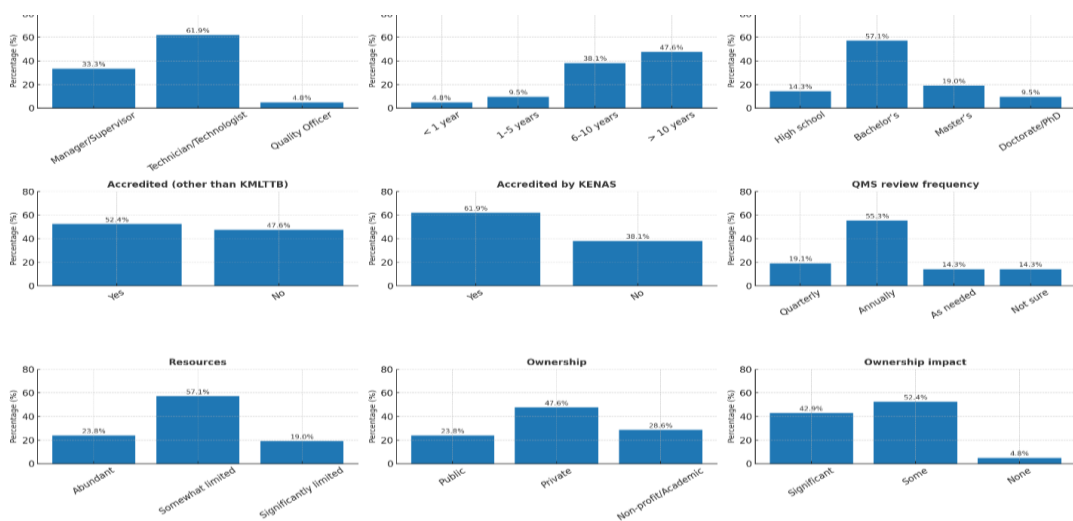 80 80 80
Percentage (%) 60 40 20 0 33.3% 61.9% 4.8%
Manager/Supervisor Technician/Technologist Quality Officer
60 40 20 0 Percentage (%) 4.8% 9.5% 38.1% 47.6%
< 1 year 1–5 years 6–10 years > 10 years
60 40 20 0 Percentage (%) 14.3% 57.1% 19.0% 9.5%
High school Bachelor's Master's Doctorate/PhD
Accredited (other than KMLTTB)
Percentage (%) 80 60 40 20 0 52.4% 47.6%
Yes No
Accredited by KENAS
Percentage (%) 80 60 40 20 0 61.9% 38.1%
Yes No
QMS review frequency
Percentage (%) 80 60 40 20 0 19.1% 55.3% 14.3% 14.3%
Quarterly Annually As needed Not sure
Resources
Percentage (%) 80 60 40 20 0 23.8% 57.1% 19.0%
Abundant Somewhat limited Significantly limited
Ownership
Percentage (%) 80 60 40 20 0 23.8% 47.6% 28.6%
Public Private Non-profit/Academic
Ownership impact
Percentage (%) 80 60 40 20 0 42.9% 52.4% 4.8%
Significant Some None